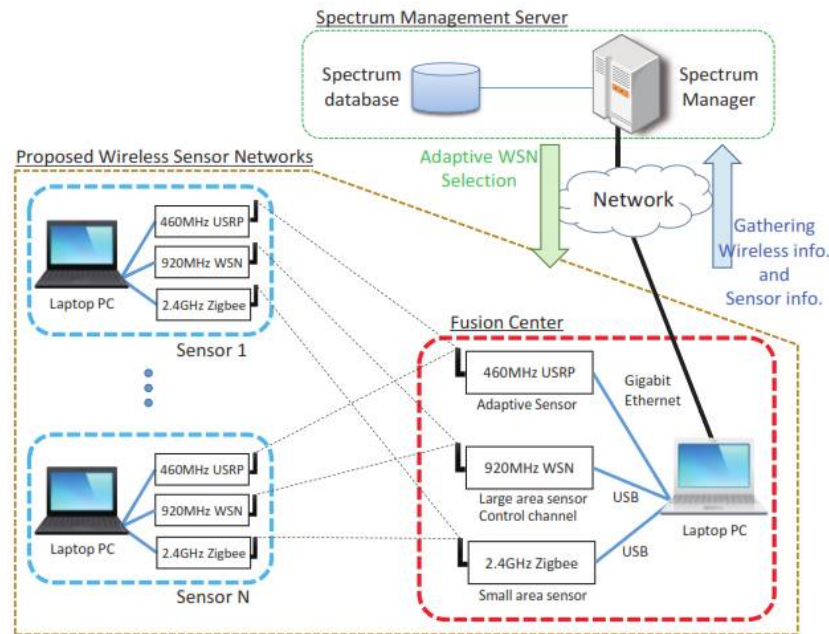 Spectrum Management Server
Spectrum
database
Spectrum
Manager
Proposed Wireless Sensor Networks
Adaptive WSN
Selection
Network
Gathering
Wireless info.
and
Sensor info.
460MHz USRP
920MHz WSN
2.4GHz Zigbee
Laptop PC
Sensor 1
Fusion Center
460MHz USRP
Adaptive Sensor
Gigabit
Ethernet
920MHz WSN
Large area sensor
Control channel
USB
Laptop PC
USB
2.4GHz Zigbee
Small area sensor
460MHz USRP
920MHz WSN
2.4GHz Zigbee
Laptop PC
Sensor N